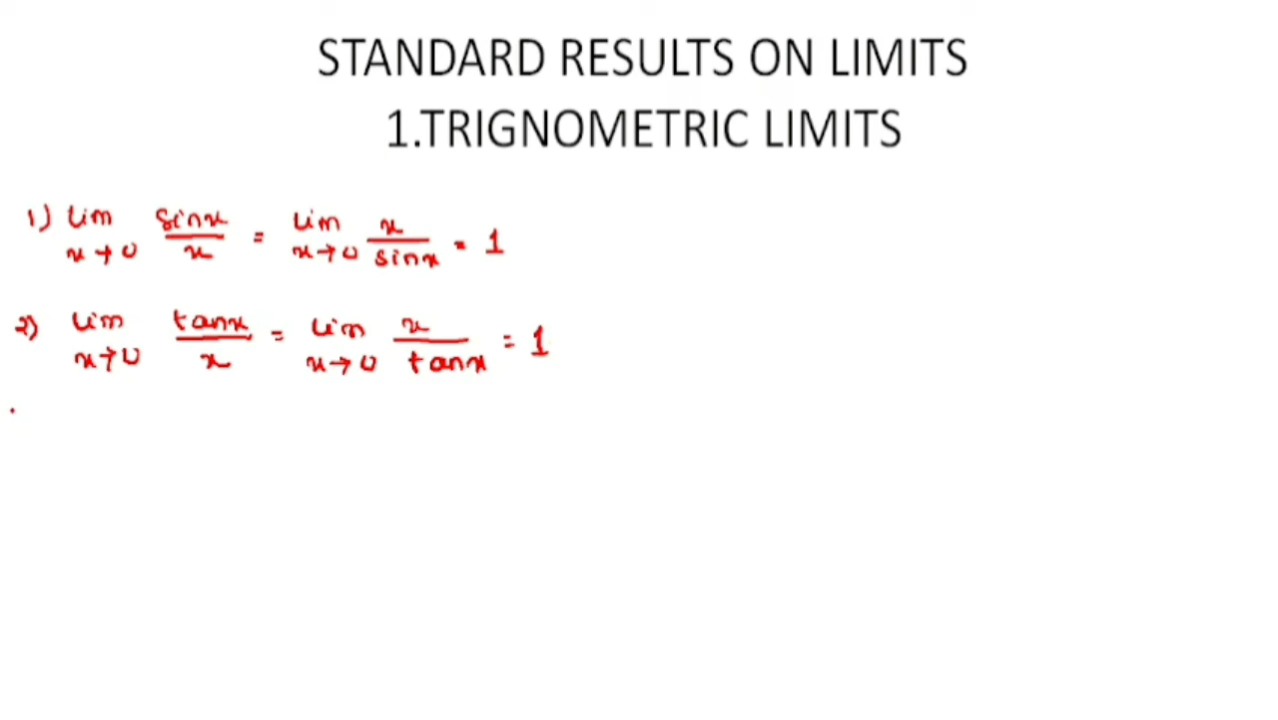 STANDARD RESULTS ON LIMITS
1.TRIGNOMETRIC LIMITS
1) lim x→0 sinx/x = lim x→0 x/sinx = 1
2) lim x→0 tanx/x = lim x→0 x/tanx = 1